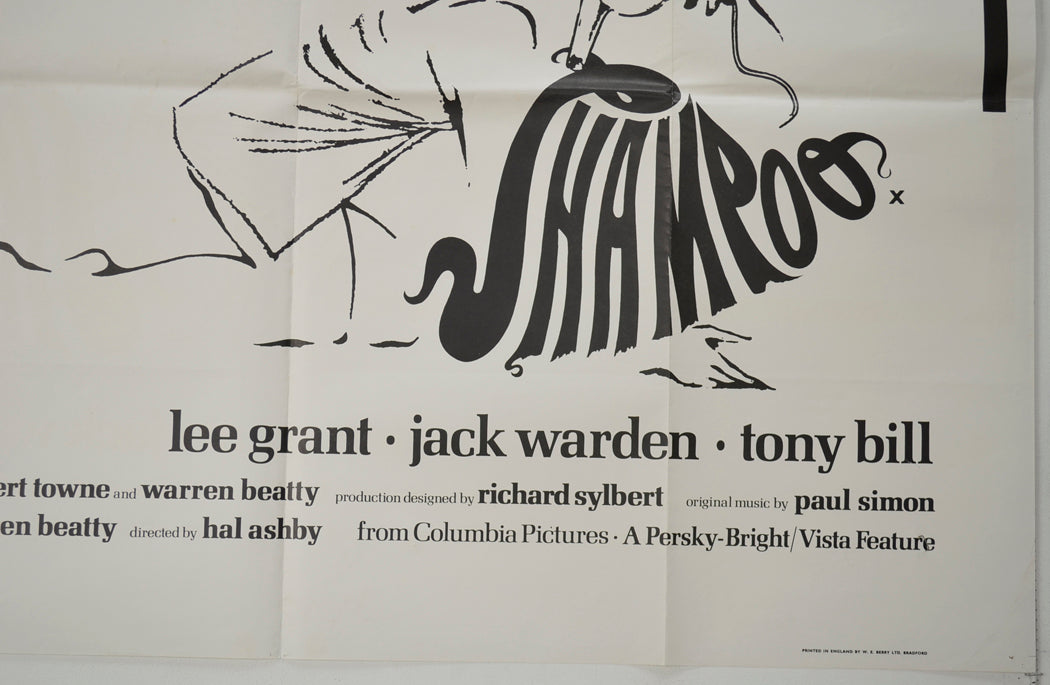 SHAMPOO
x
lee grant · jack warden · tony bill
ert towne and warren beatty production designed by richard sylbert original music by paul simon
en beatty directed by hal ashby from Columbia Pictures · A Persky-Bright/Vista Feature
PRINTED IN ENGLAND BY W. E. BERRY LTD. BRADFORD